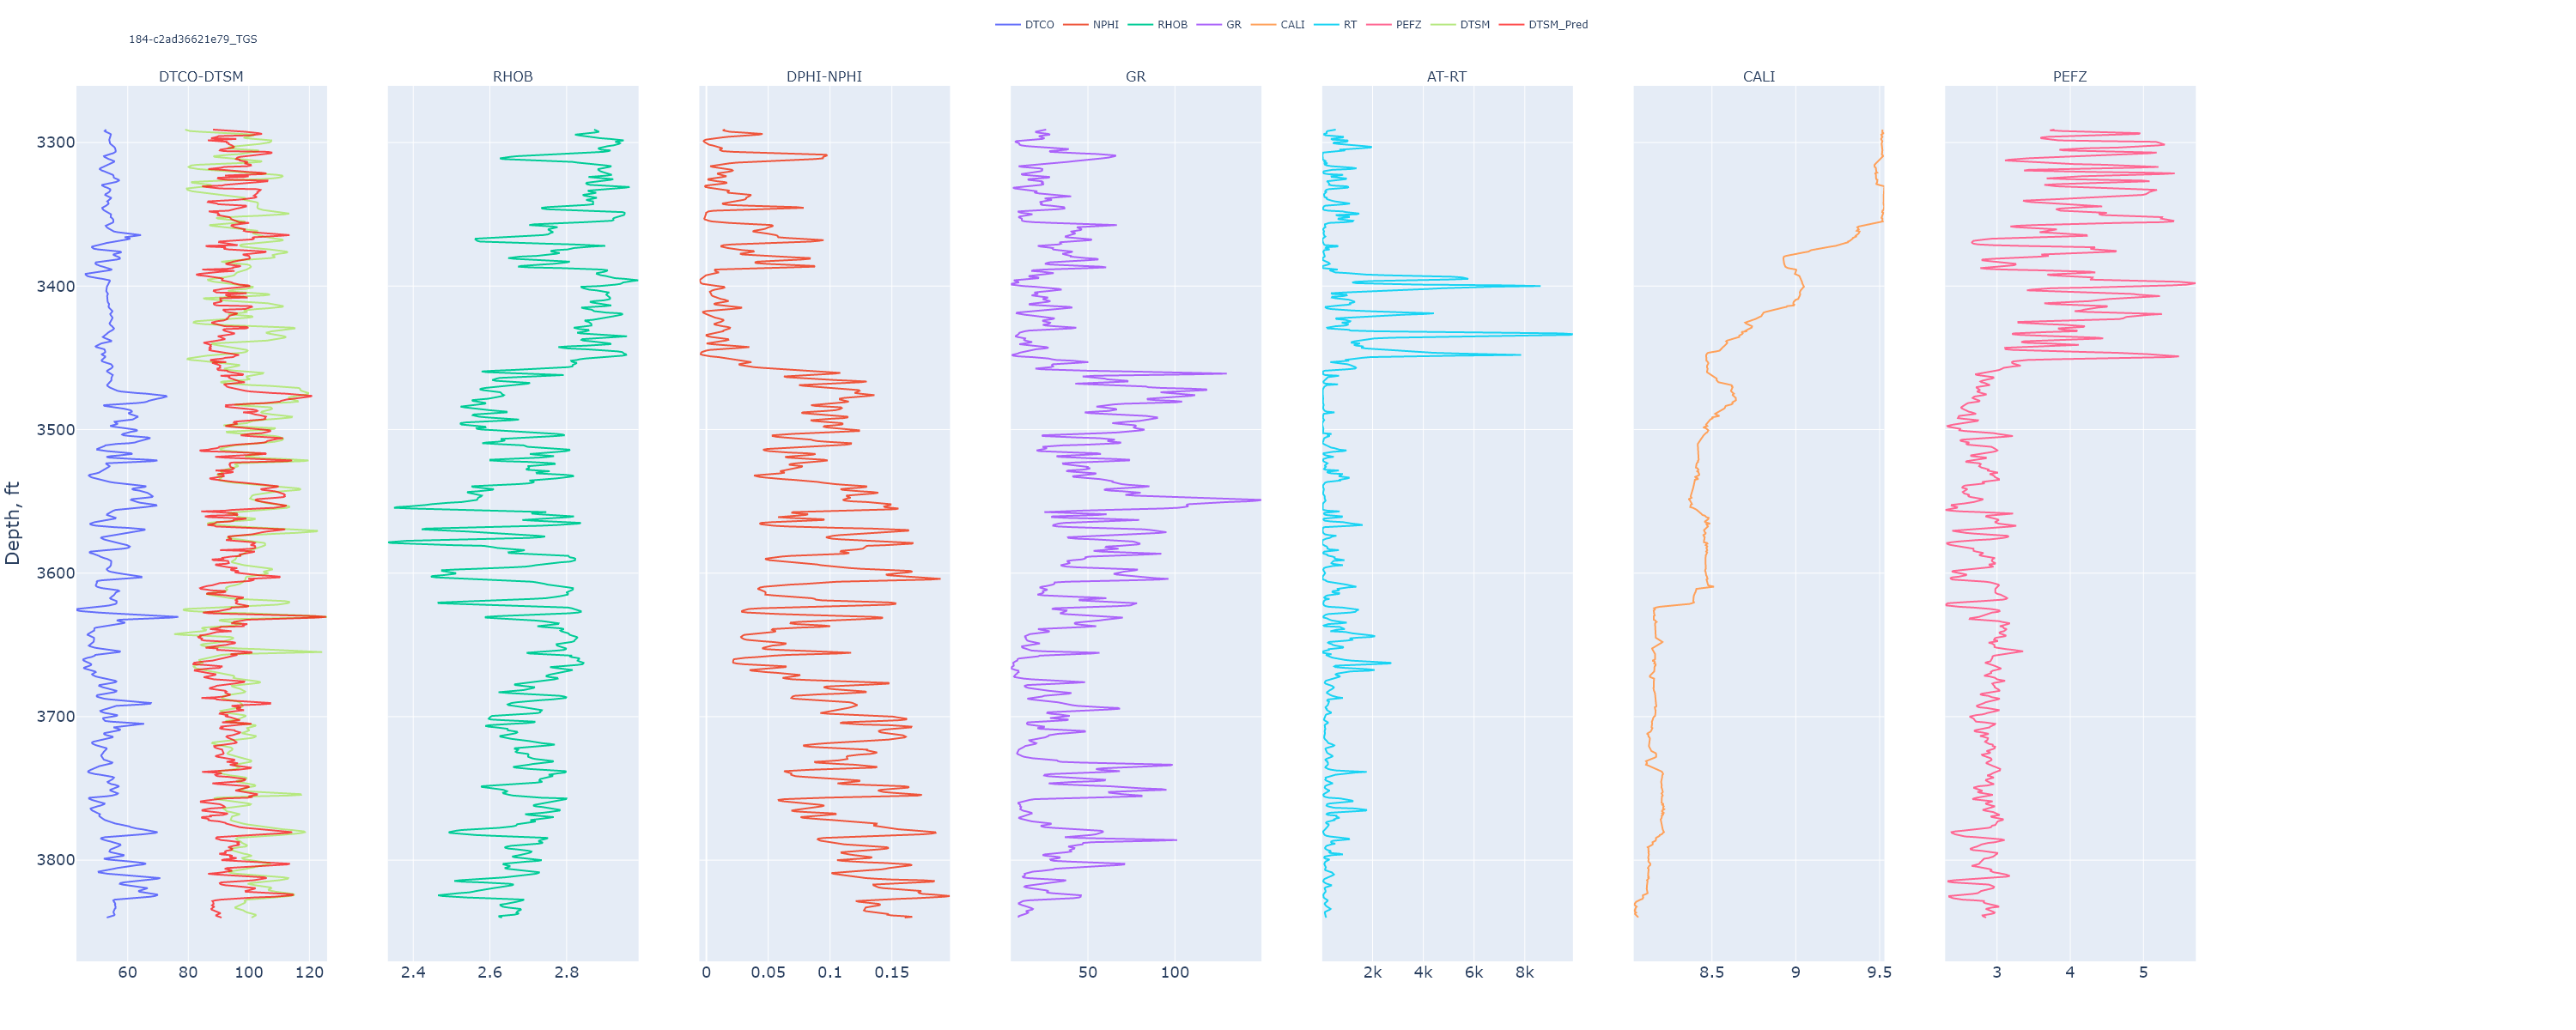 DTCO NPHI RHOB GR CALI RT PEFZ DTSM DTSM_Pred
184-c2ad36621e79_TGS
DTCO-DTSM RHOB DPHI-NPHI GR AT-RT CALI PEFZ
Depth, ft
3300
3400
3500
3600
3700
3800
60 80 100 120 2.4 2.6 2.8 0 0.05 0.1 0.15 50 100 2k 4k 6k 8k 8.5 9 9.5 3 4 5